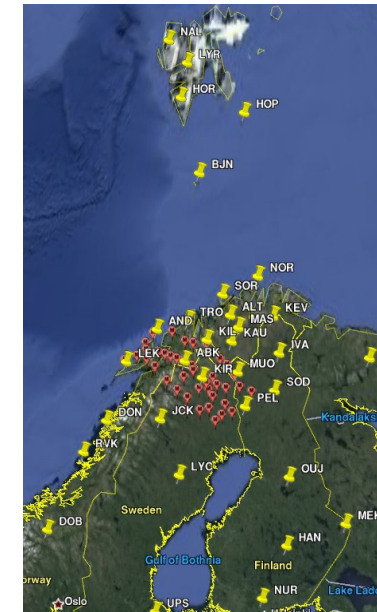 NAL
LYR
HOR
HOP
BJN
NOR
SOR
AND
TRO
ALT
KEV
MAS
KIL
KAU
LEK
ABK
IVA
KIR
MUO
SOD
PEL
JCK
DON
Kandalaks
RVK
LYC
OUJ
Sweden
DOB
MEK
HAN
Gulf of Bothnia
Finland
orway
NUR
Lake Lado
Oslo
UPS